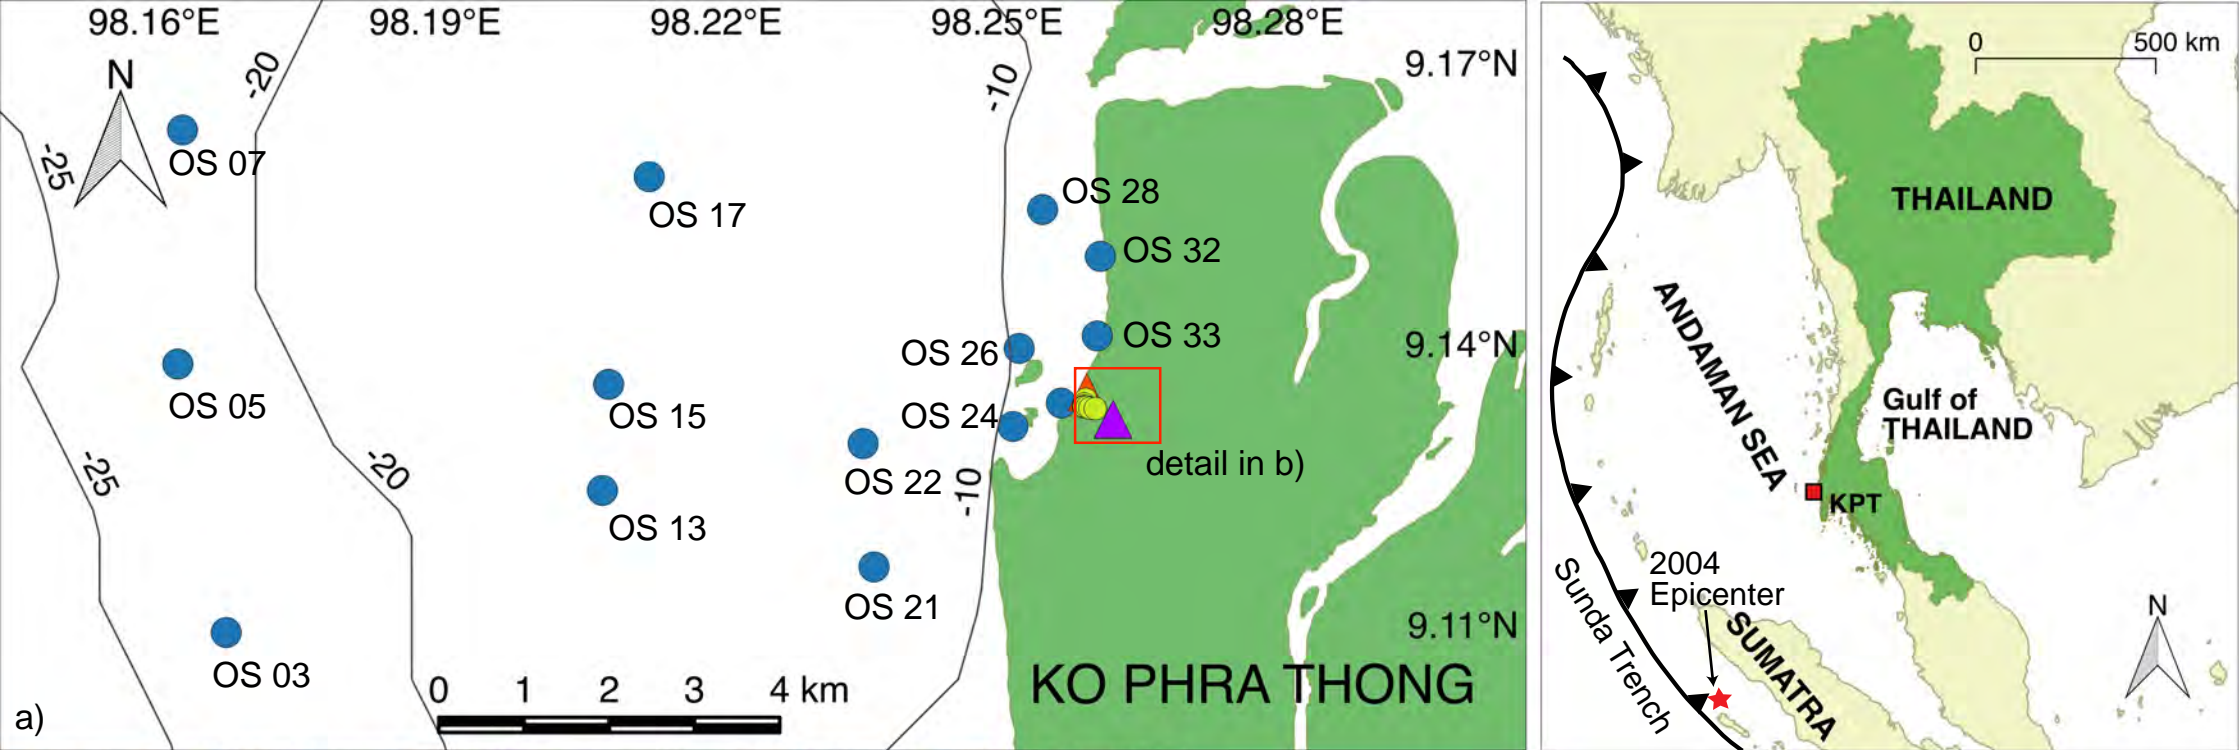 98.16°E
98.19°E
98.22°E
98.25°E
98.28°E
9.17°N
9.14°N
9.11°N
N
-25
-20
-10
-25
-20
-10
OS 07
OS 17
OS 28
OS 32
OS 33
OS 26
OS 05
OS 15
OS 24
OS 22
detail in b)
OS 13
OS 21
OS 03
0 1 2 3 4 km
KO PHRA THONG
a)
0 500 km
THAILAND
ANDAMAN SEA
Gulf of
THAILAND
KPT
2004
Epicenter
Sunda Trench
SUMATRA
N